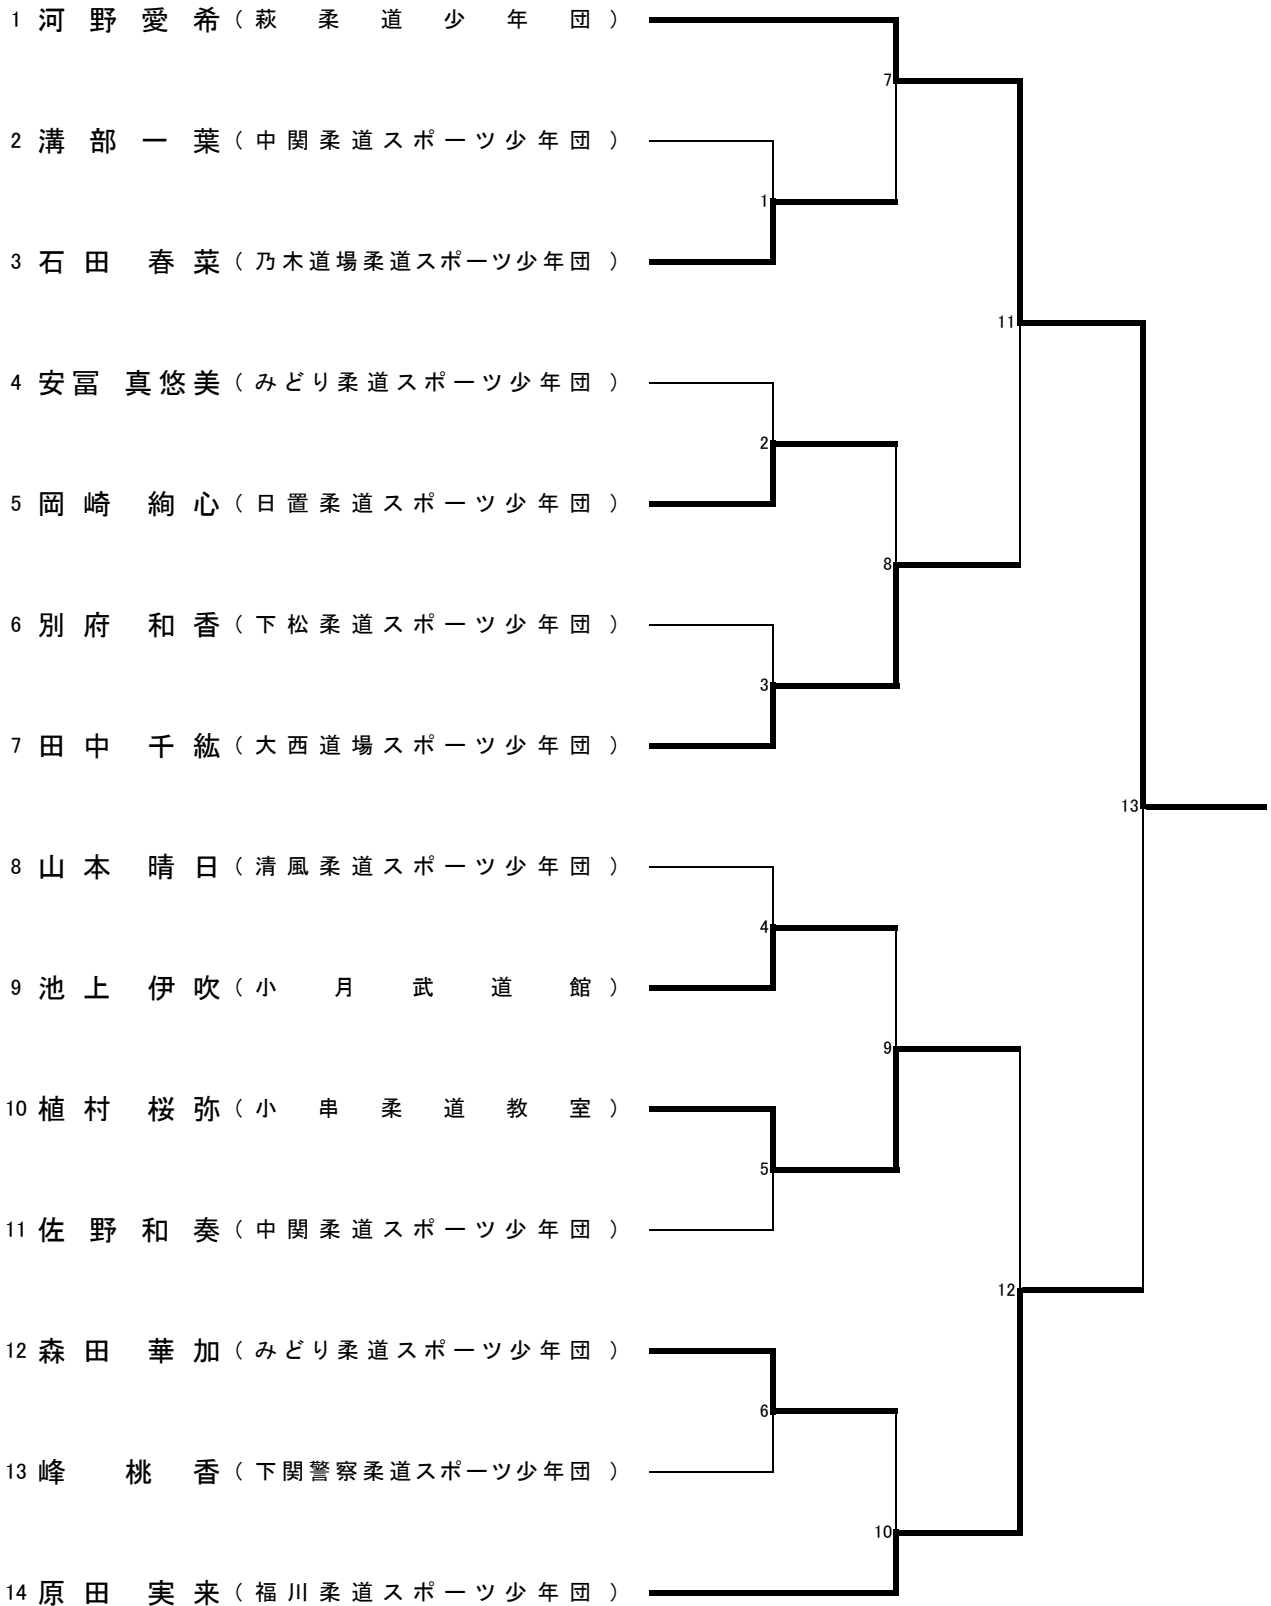 1 河野愛希（萩柔道少年団）
7
2 溝部一葉（中関柔道スポーツ少年団）
1
3 石田 春菜（乃木道場柔道スポーツ少年団）
11
4 安冨 真悠美（みどり柔道スポーツ少年団）
2
5 岡崎 絢心（日置柔道スポーツ少年団）
8
6 別府 和香（下松柔道スポーツ少年団）
3
7 田中 千紘（大西道場スポーツ少年団）
13
8 山本 晴日（清風柔道スポーツ少年団）
4
9 池上 伊吹（小月武道館）
9
10 植村 桜弥（小串柔道教室）
5
11 佐野和奏（中関柔道スポーツ少年団）
12
12 森田 華加（みどり柔道スポーツ少年団）
6
13 峰 桃香（下関警察柔道スポーツ少年団）
10
14 原田 実来（福川柔道スポーツ少年団）